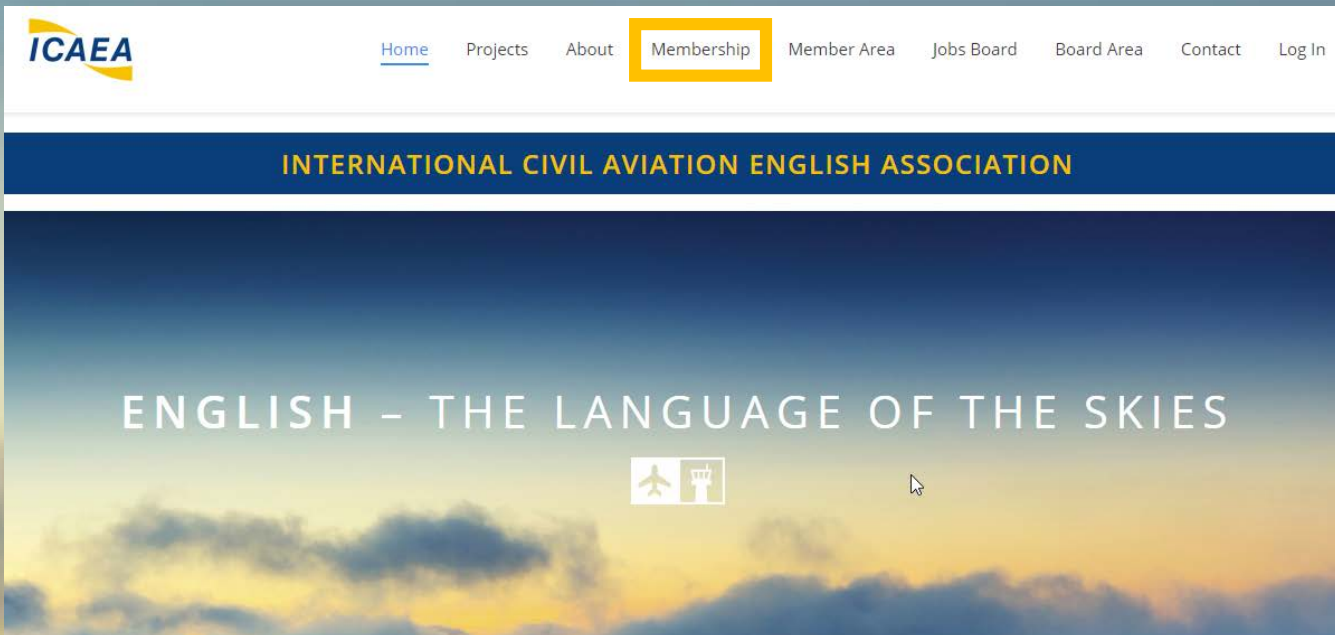 ICAEA
Home Projects About Membership Member Area Jobs Board Board Area Contact Log In
INTERNATIONAL CIVIL AVIATION ENGLISH ASSOCIATION
ENGLISH – THE LANGUAGE OF THE SKIES